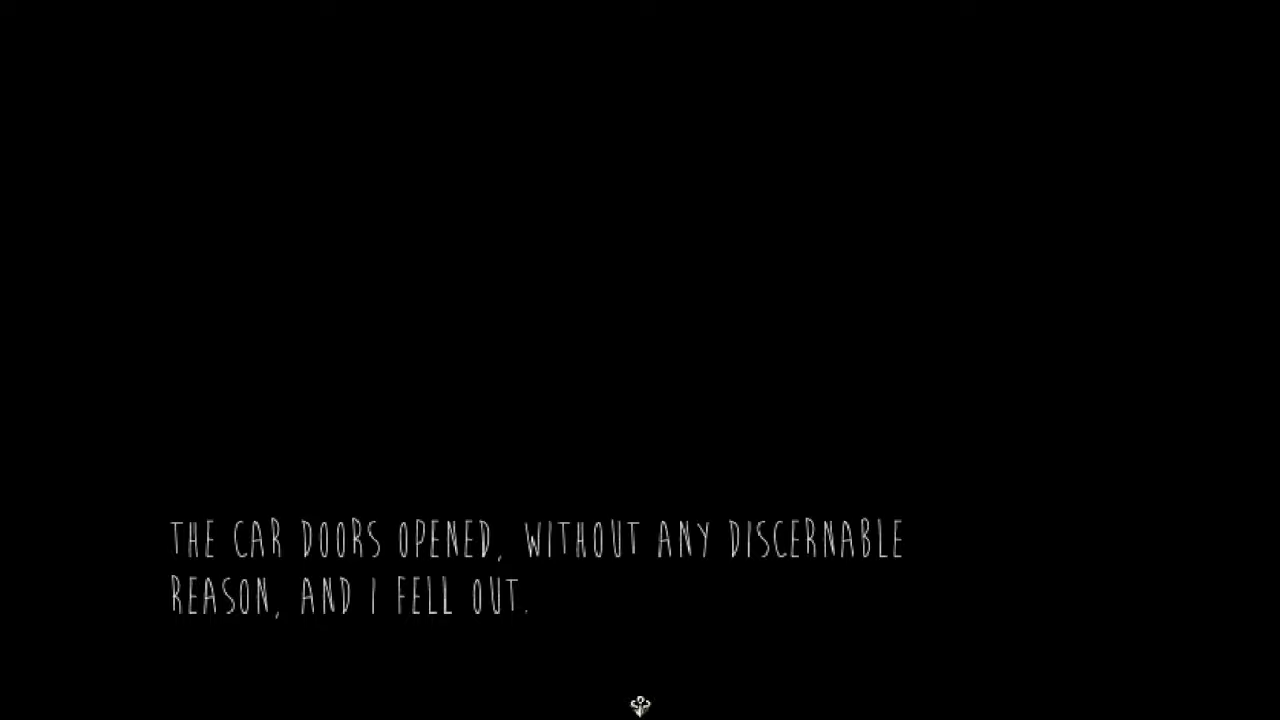 THE CAR DOORS OPENED, WITHOUT ANY DISCERNABLE
REASON, AND I FELL OUT.